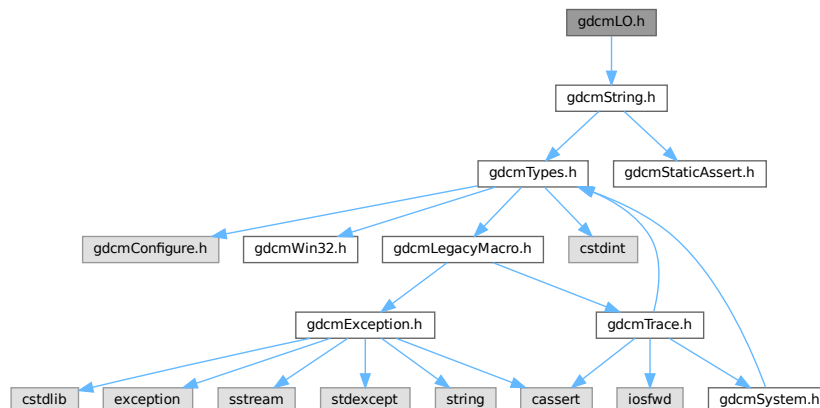 gdcmLO.h
gdcmString.h
gdcmTypes.h
gdcmStaticAssert.h
gdcmConfigure.h
gdcmWin32.h
gdcmLegacyMacro.h
cstdint
gdcmException.h
gdcmTrace.h
cstdlib
exception
sstream
stdexcept
string
cassert
iosfwd
gdcmSystem.h